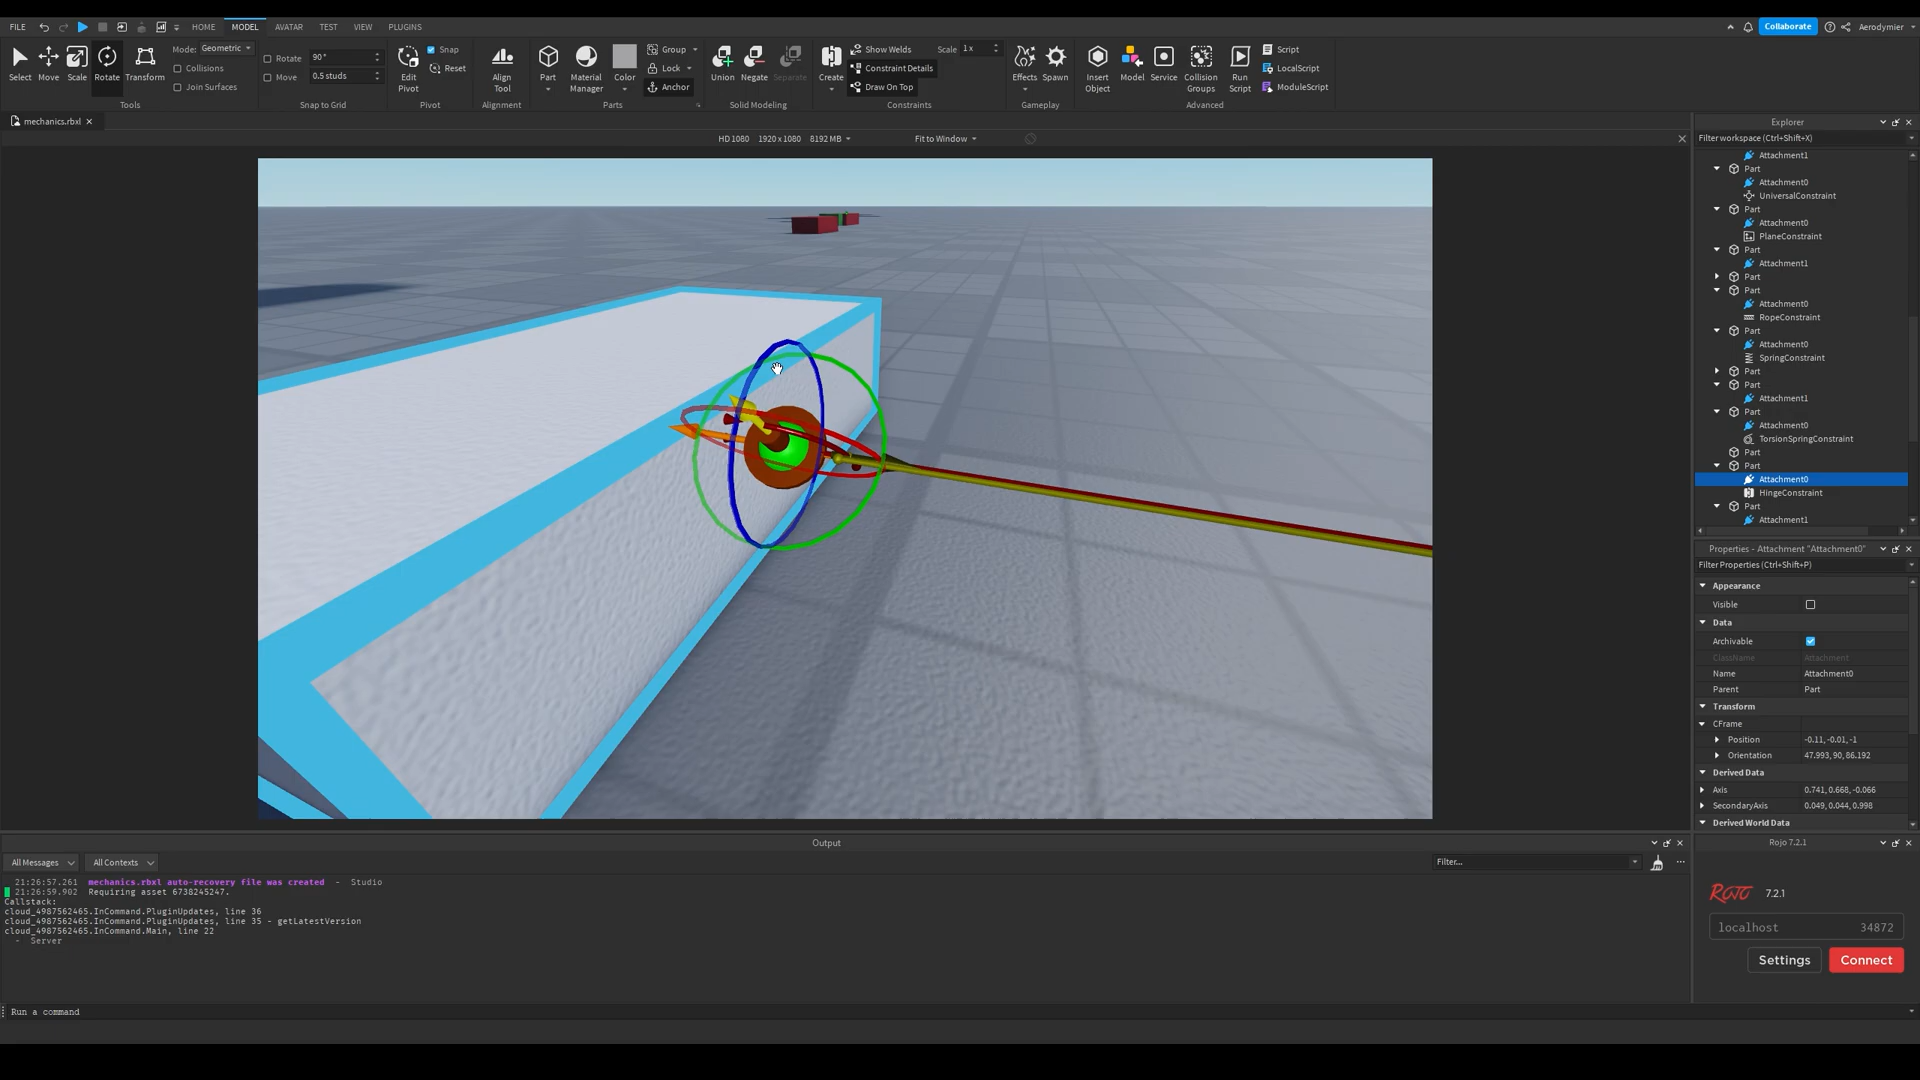 FILE HOME MODEL AVATAR TEST VIEW PLUGINS Collaborate Aerodymier
Select Move Scale Rotate Transform
Mode: Geometric
Collisions
Join Surfaces
Tools
Rotate 90°
Move 0.5 studs
Snap to Grid
Edit Pivot
Snap
Reset
Pivot
Align Tool
Alignment
Part
Material Manager
Color
Group
Lock
Anchor
Parts
Union Negate Separate
Solid Modeling
Create
Show Welds
Constraint Details
Draw On Top
Scale 1x
Constraints
Effects Spawn
Gameplay
Insert Object
Model
Service
Collision Groups
Run Script
Script
LocalScript
ModuleScript
Advanced
mechanics.rbxl
HD 1080 1920 x 1080 8192 MB Fit to Window
Explorer
Filter workspace (Ctrl+Shift+X)
Attachment1
Part
Attachment0
UniversalConstraint
Part
Attachment0
PlaneConstraint
Part
Attachment1
Part
Part
Attachment0
RopeConstraint
Part
Attachment0
SpringConstraint
Part
Part
Attachment1
Part
Attachment0
TorsionSpringConstraint
Part
Part
Attachment0
HingeConstraint
Part
Attachment1
Properties - Attachment "Attachment0"
Filter Properties (Ctrl+Shift+P)
Appearance
Visible
Data
Archivable
ClassName Attachment
Name Attachment0
Parent Part
Transform
CFrame
Position -0.11, -0.01, -1
Orientation 47.993, 90, 86.192
Derived Data
Axis 0.741, 0.668, -0.066
SecondaryAxis 0.049, 0.044, 0.998
Derived World Data
Output
All Messages All Contexts Filter...
21:26:57.261 mechanics.rbxl auto-recovery file was created - Studio
21:26:59.902 Requiring asset 6738245247.
Callstack:
cloud_4987562465.InCommand.PluginUpdates, line 36
cloud_4987562465.InCommand.PluginUpdates, line 35 - getLatestVersion
cloud_4987562465.InCommand.Main, line 22
- Server
Rojo 7.2.1
ROJO 7.2.1
localhost 34872
Settings Connect
Run a command